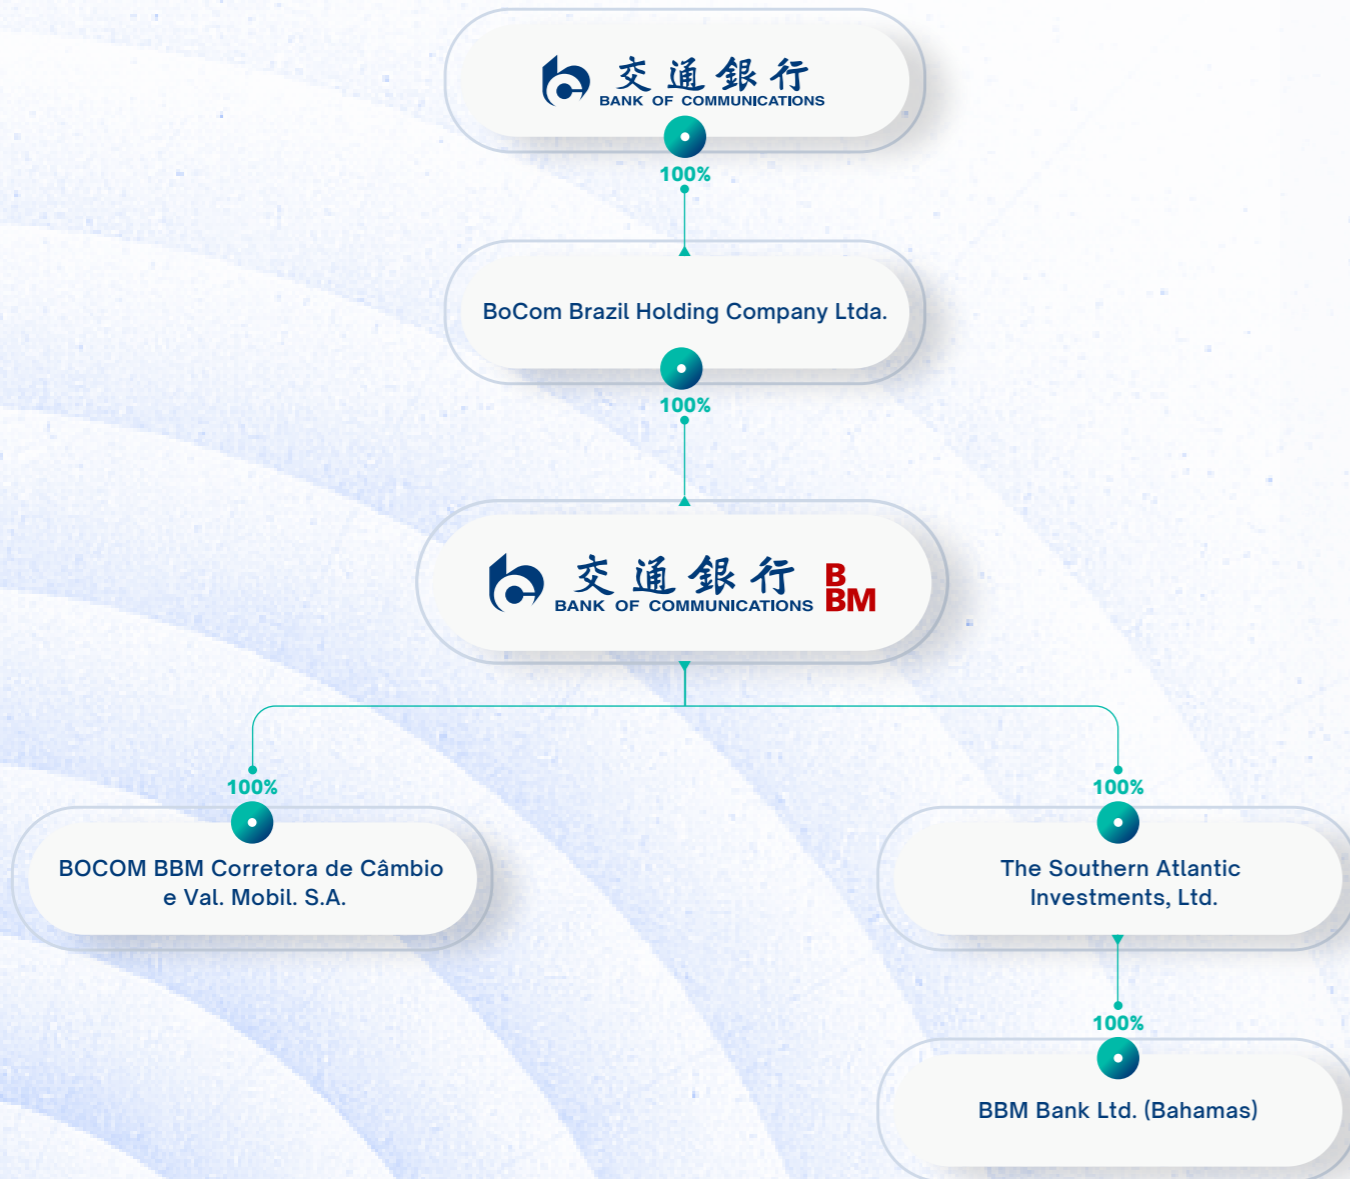 交通銀行
BANK OF COMMUNICATIONS
100%
BoCom Brazil Holding Company Ltda.
100%
交通銀行
BANK OF COMMUNICATIONS
B
BM
100%
100%
BOCOM BBM Corretora de Câmbio
e Val. Mobil. S.A.
The Southern Atlantic
Investments, Ltd.
100%
BBM Bank Ltd. (Bahamas)